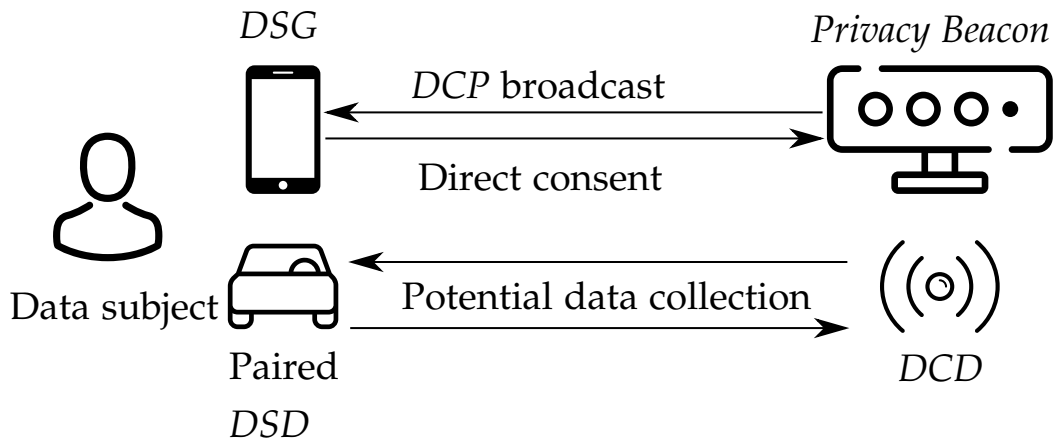 DSG
Privacy Beacon
DCP broadcast
Direct consent
Data subject
Potential data collection
Paired
DSD
DCD